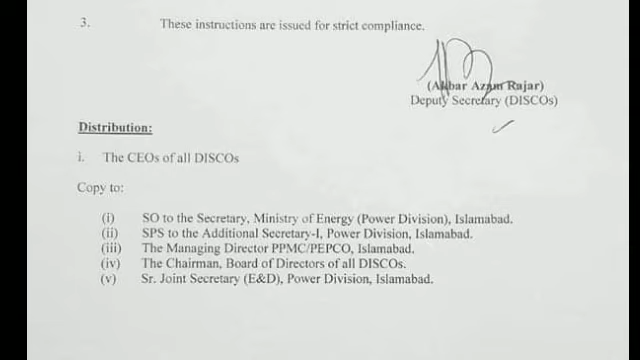 3. These instructions are issued for strict compliance.
(Akbar Azam Rajar)
Deputy Secretary (DISCOs)
Distribution:
i. The CEOs of all DISCOs
Copy to:
(i) SO to the Secretary, Ministry of Energy (Power Division), Islamabad.
(ii) SPS to the Additional Secretary-I, Power Division, Islamabad.
(iii) The Managing Director PPMC/PEPCO, Islamabad.
(iv) The Chairman, Board of Directors of all DISCOs.
(v) Sr. Joint Secretary (E&D), Power Division, Islamabad.